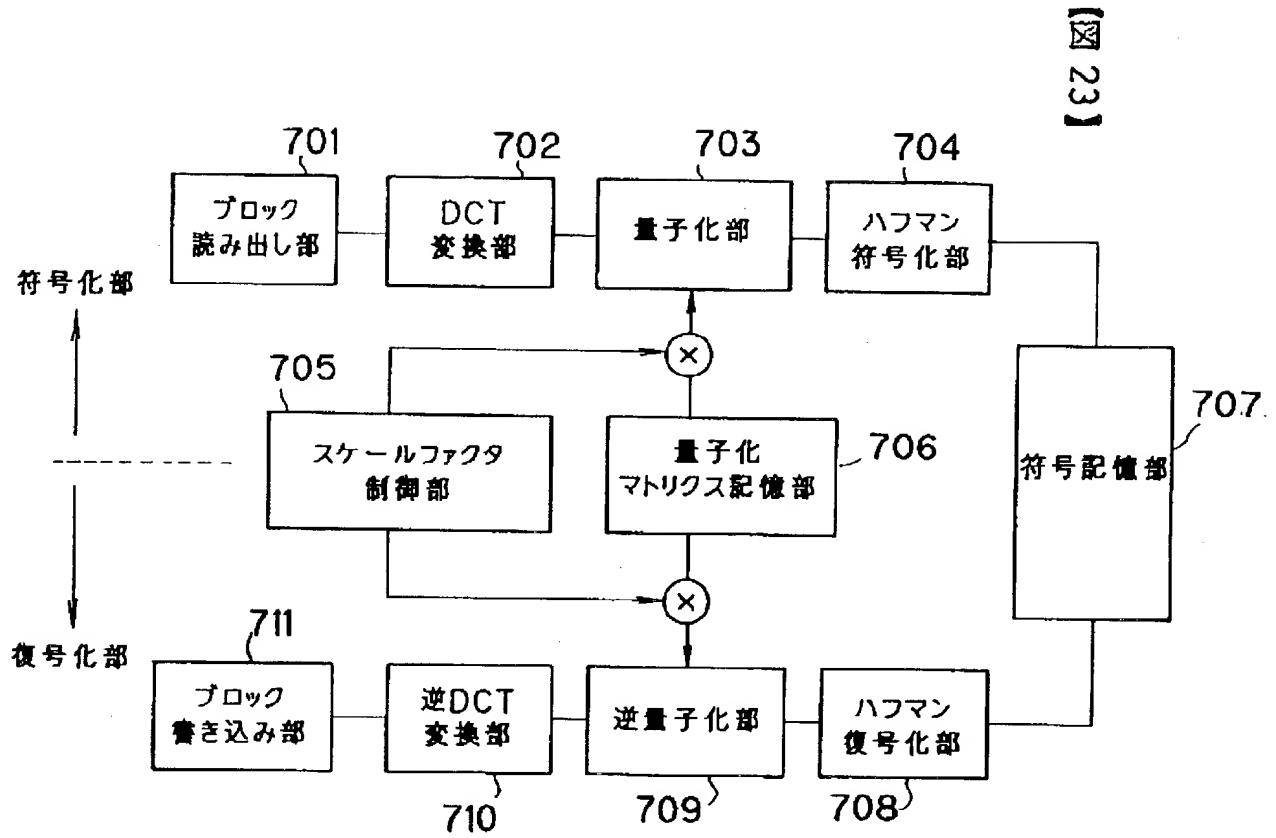 【図23】
701
702
703
704
ブロック
読み出し部
DCT
変換部
量子化部
ハフマン
符号化部
符号化部
×
705
706
707
スケールファクタ
制御部
量子化
マトリクス記憶部
符号記憶部
×
復号化部
711
ブロック
書き込み部
逆DCT
変換部
逆量子化部
ハフマン
復号化部
710
709
708